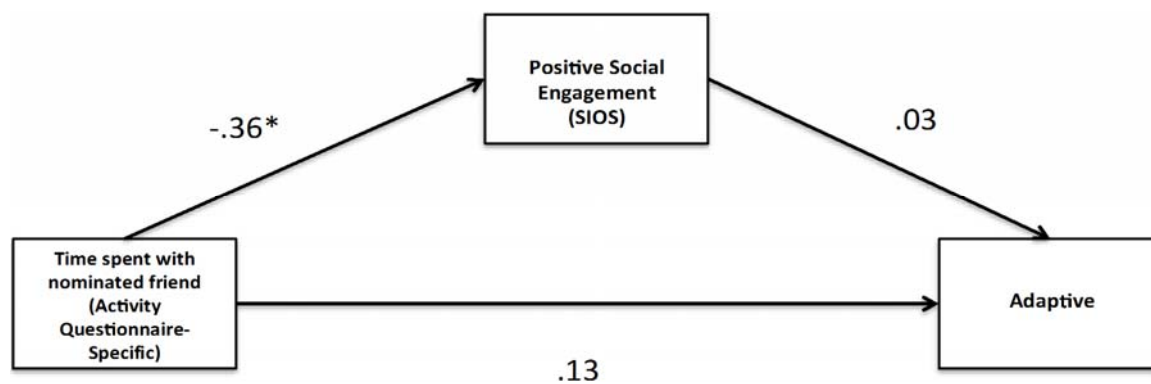 Positive Social
Engagement
(SIOS)
-.36*
.03
Time spent with
nominated friend
(Activity
Questionnaire-
Specific)
Adaptive
.13